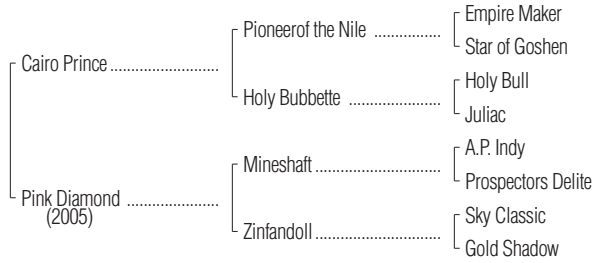 Empire Maker
Pioneerof the Nile ....................
Star of Goshen
Cairo Prince ........................
Holy Bull
Holy Bubbette .....................
Juliac
A.P. Indy
Mineshaft ............................
Prospectors Delite
Pink Diamond ....................
(2005)
Sky Classic
Zinfandoll ............................
Gold Shadow